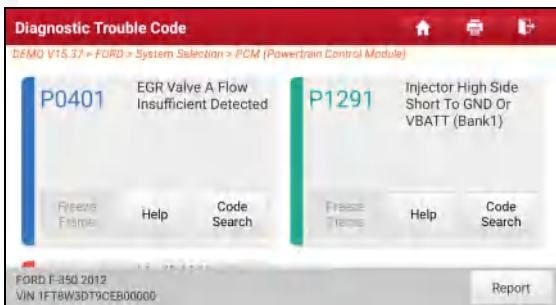 Diagnostic Trouble Code
DEMO V15.37 > FORD > System Selection > PCM (Powertrain Control Module)
P0401
EGR Valve A Flow
Insufficient Detected
Freeze
Frame
Help
Code
Search
P1291
Injector High Side
Short To GND Or
VBATT (Bank1)
Freeze
Frame
Help
Code
Search
FORD F-350 2012
VIN 1FT8W3DT9CEB00000
Report